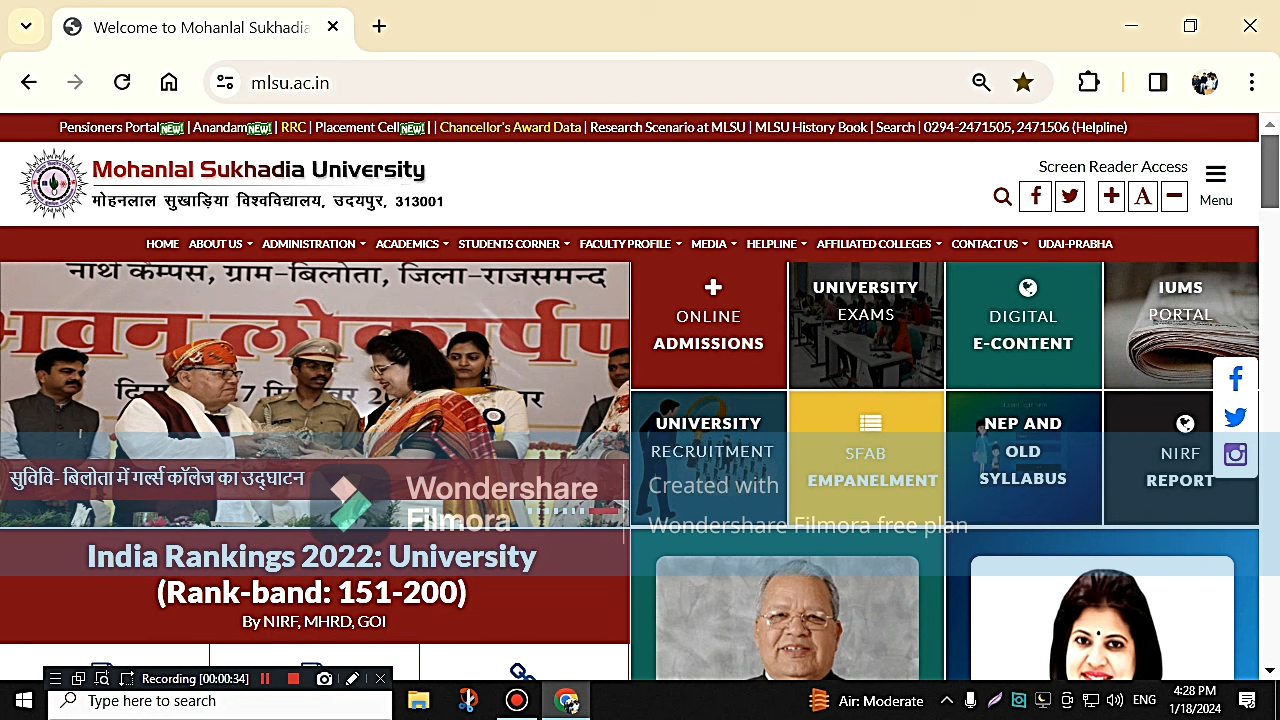 Welcome to Mohanlal Sukhadia
mlsu.ac.in
Pensioners Portal NEW! | Anandam NEW! | RRC | Placement Cell NEW! | | Chancellor's Award Data | Research Scenario at MLSU | MLSU History Book | Search | 0294-2471505, 2471506 (Helpline)
Mohanlal Sukhadia University
मोहनलाल सुखाड़िया विश्वविद्यालय, उदयपुर, 313001
Screen Reader Access
A
Menu
HOME ABOUT US ADMINISTRATION ACADEMICS STUDENTS CORNER FACULTY PROFILE MEDIA HELPLINE AFFILIATED COLLEGES CONTACT US UDAI-PRABHA
नाथ कैम्पस, ग्राम-बिलोता, जिला-राजसमन्द
भवन लोकार्प
सुविवि- बिलोता में गर्ल्स कॉलेज का उद्घाटन
ONLINE
ADMISSIONS
UNIVERSITY
EXAMS
DIGITAL
E-CONTENT
IUMS
PORTAL
UNIVERSITY
RECRUITMENT
SFAB
EMPANELMENT
NEP AND
OLD
SYLLABUS
NIRF
REPORT
Wondershare
Filmora
Created with
Wondershare Filmora free plan
India Rankings 2022: University
(Rank-band: 151-200)
By NIRF, MHRD, GOI
Recording [00:00:34]
Type here to search
Air: Moderate
ENG
4:28 PM
1/18/2024